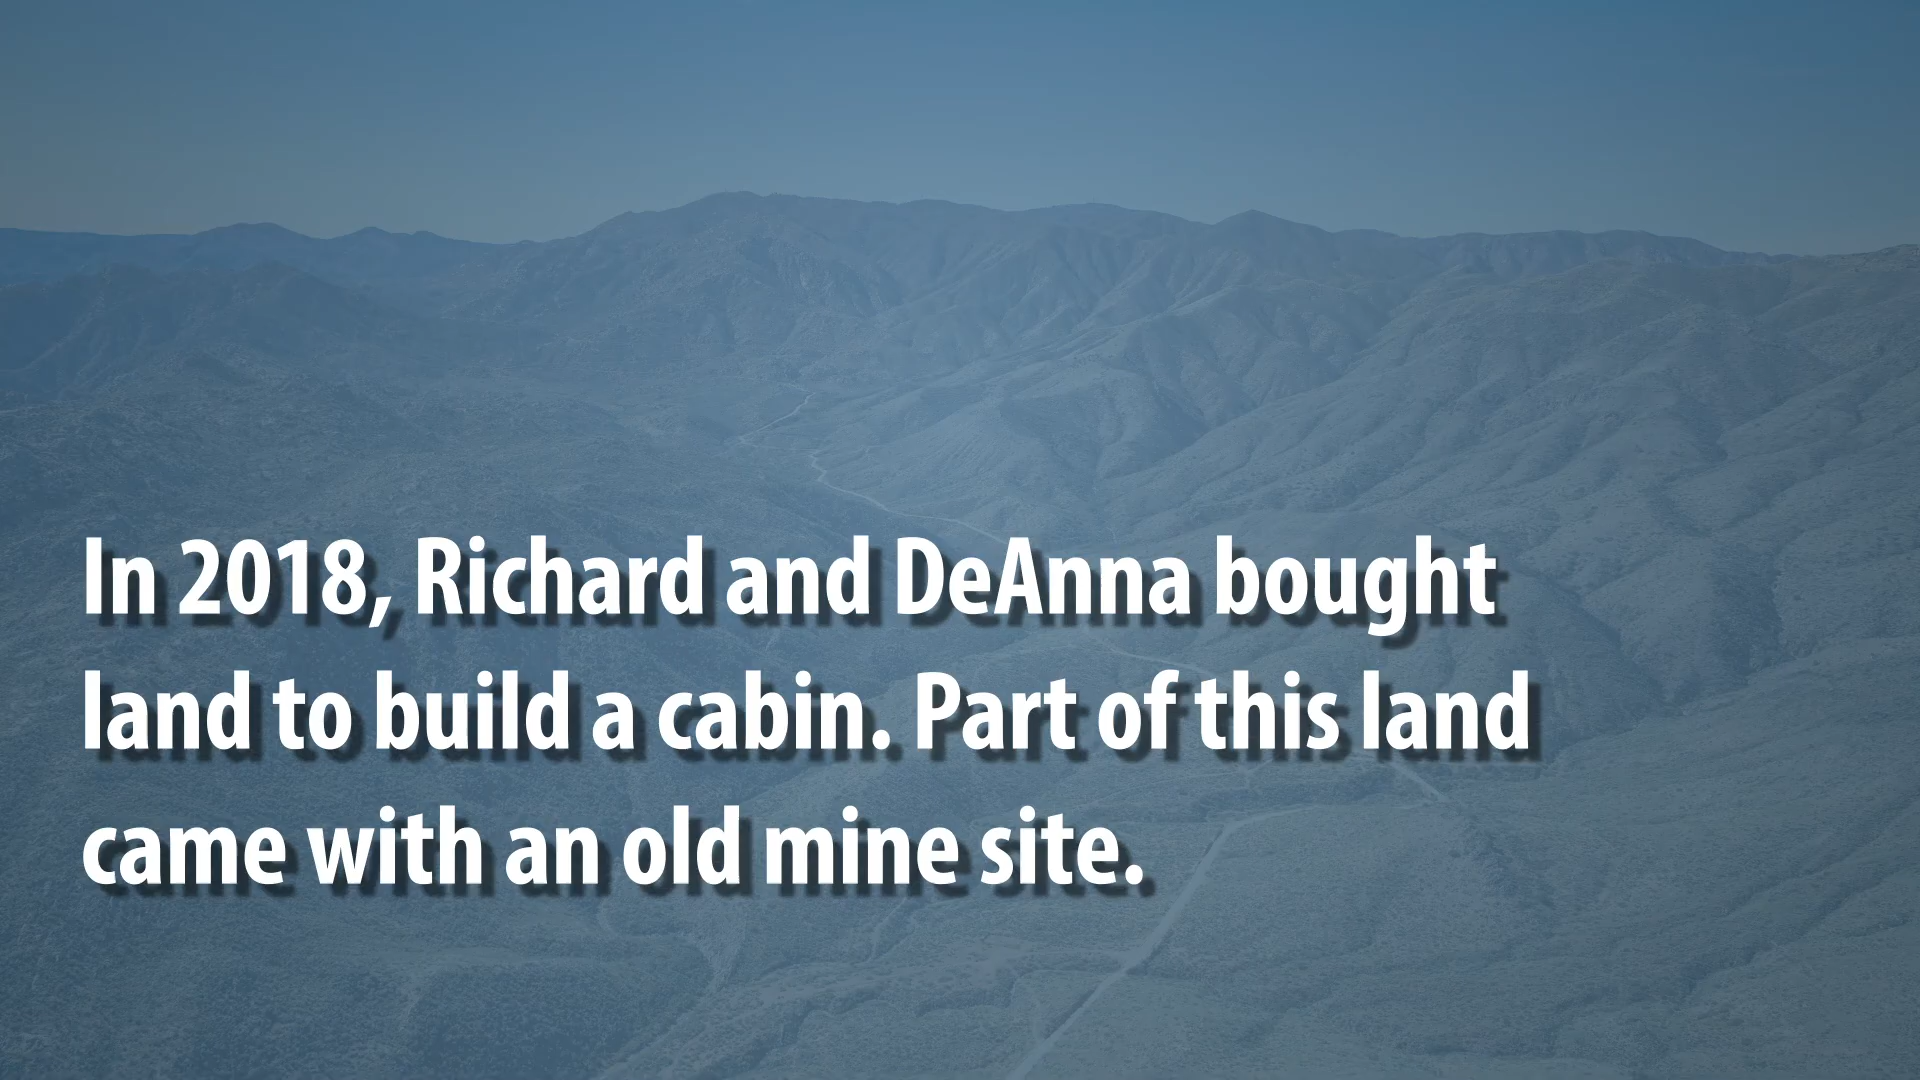 In 2018, Richard and DeAnna bought
land to build a cabin. Part of this land
came with an old mine site.